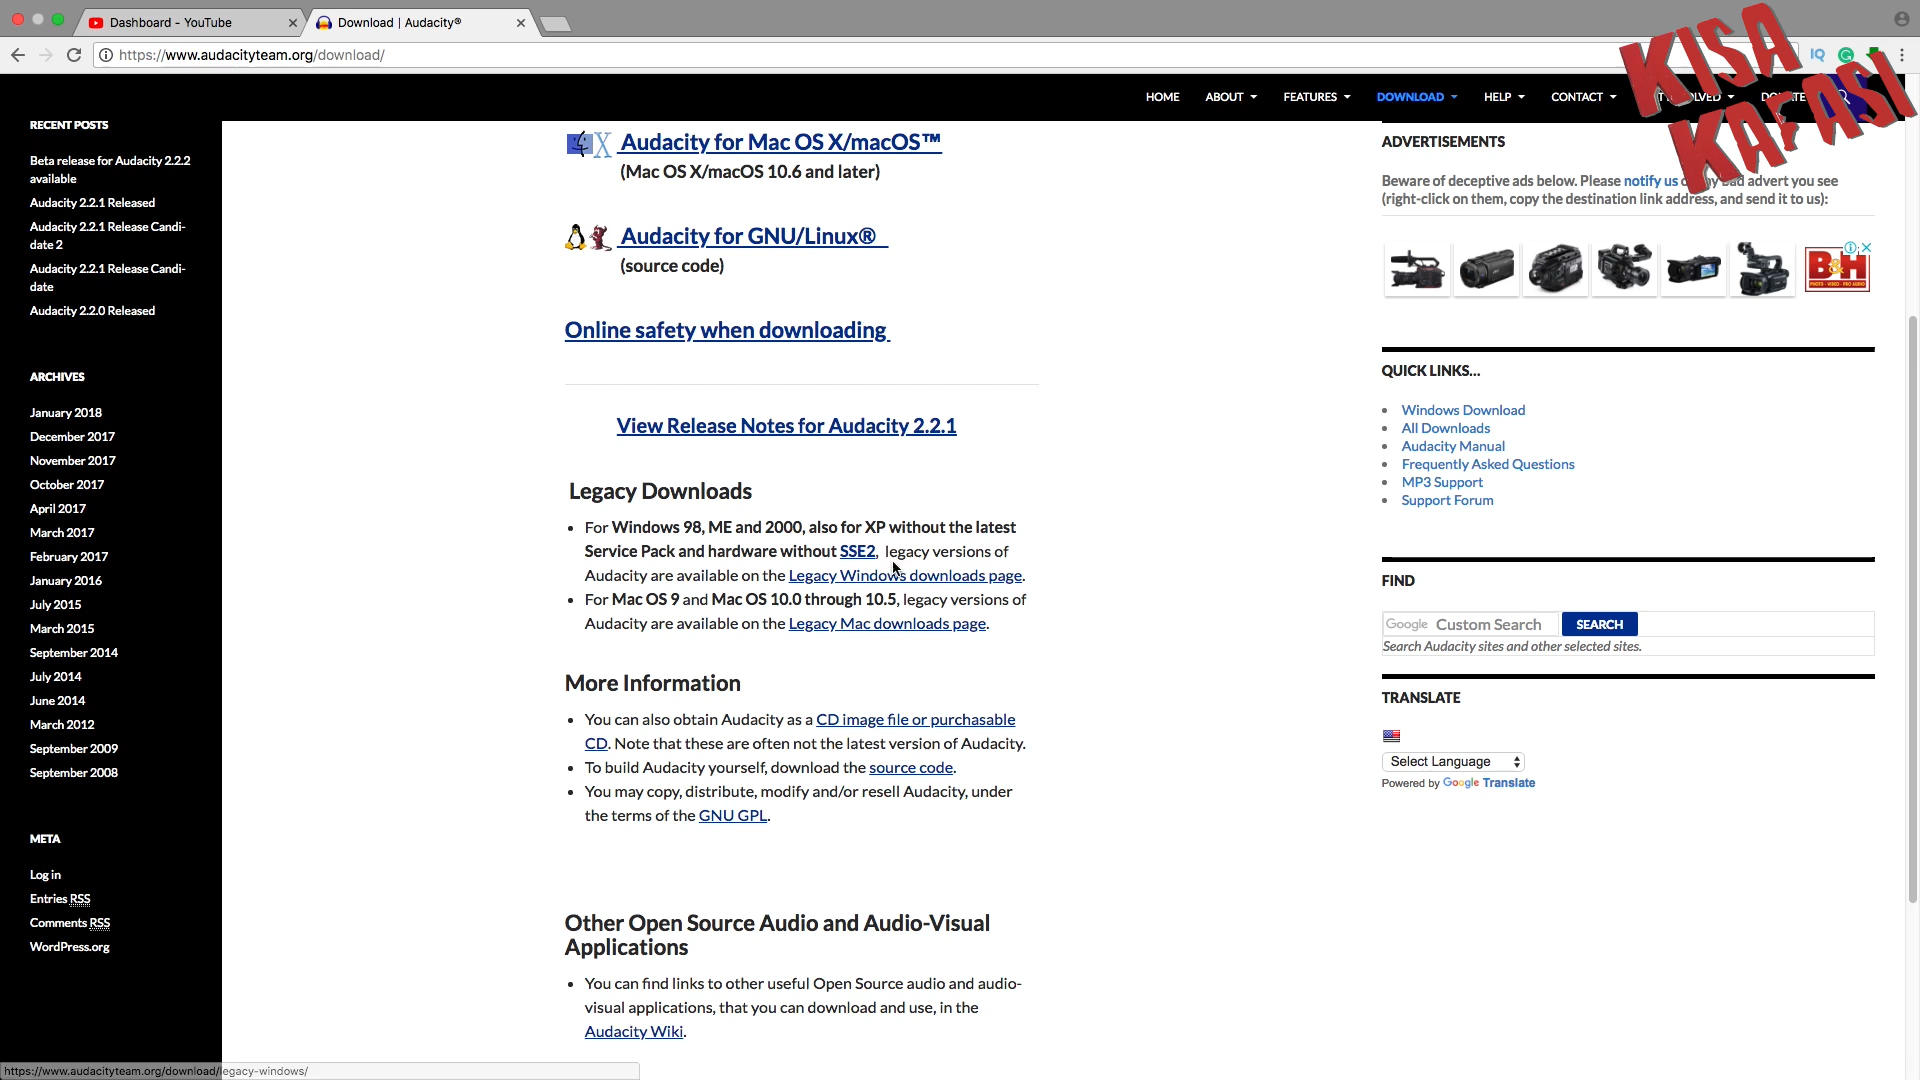 Dashboard - YouTube
Download | Audacity®
https://www.audacityteam.org/download/
IQ
KISA
KAFASI
HOME
ABOUT
FEATURES
DOWNLOAD
HELP
CONTACT
RECENT POSTS
Beta release for Audacity 2.2.2
available
Audacity 2.2.1 Released
Audacity 2.2.1 Release Candi-
date 2
Audacity 2.2.1 Release Candi-
date
Audacity 2.2.0 Released
ARCHIVES
January 2018
December 2017
November 2017
October 2017
April 2017
March 2017
February 2017
January 2016
July 2015
March 2015
September 2014
July 2014
June 2014
March 2012
September 2009
September 2008
META
Log in
Entries RSS
Comments RSS
WordPress.org
Audacity for Mac OS X/macOS™
(Mac OS X/macOS 10.6 and later)
Audacity for GNU/Linux®
(source code)
Online safety when downloading
View Release Notes for Audacity 2.2.1
Legacy Downloads
For Windows 98, ME and 2000, also for XP without the latest
Service Pack and hardware without SSE2, legacy versions of
Audacity are available on the Legacy Windows downloads page.
For Mac OS 9 and Mac OS 10.0 through 10.5, legacy versions of
Audacity are available on the Legacy Mac downloads page.
More Information
You can also obtain Audacity as a CD image file or purchasable
CD. Note that these are often not the latest version of Audacity.
To build Audacity yourself, download the source code.
You may copy, distribute, modify and/or resell Audacity, under
the terms of the GNU GPL.
Other Open Source Audio and Audio-Visual
Applications
You can find links to other useful Open Source audio and audio-
visual applications, that you can download and use, in the
Audacity Wiki.
ADVERTISEMENTS
Beware of deceptive ads below. Please notify us advert you see
(right-click on them, copy the destination link address, and send it to us):
B&H
PHOTO - VIDEO - PRO AUDIO
QUICK LINKS...
Windows Download
All Downloads
Audacity Manual
Frequently Asked Questions
MP3 Support
Support Forum
FIND
Google Custom Search
SEARCH
Search Audacity sites and other selected sites.
TRANSLATE
Select Language
Powered by Google Translate
https://www.audacityteam.org/download/legacy-windows/